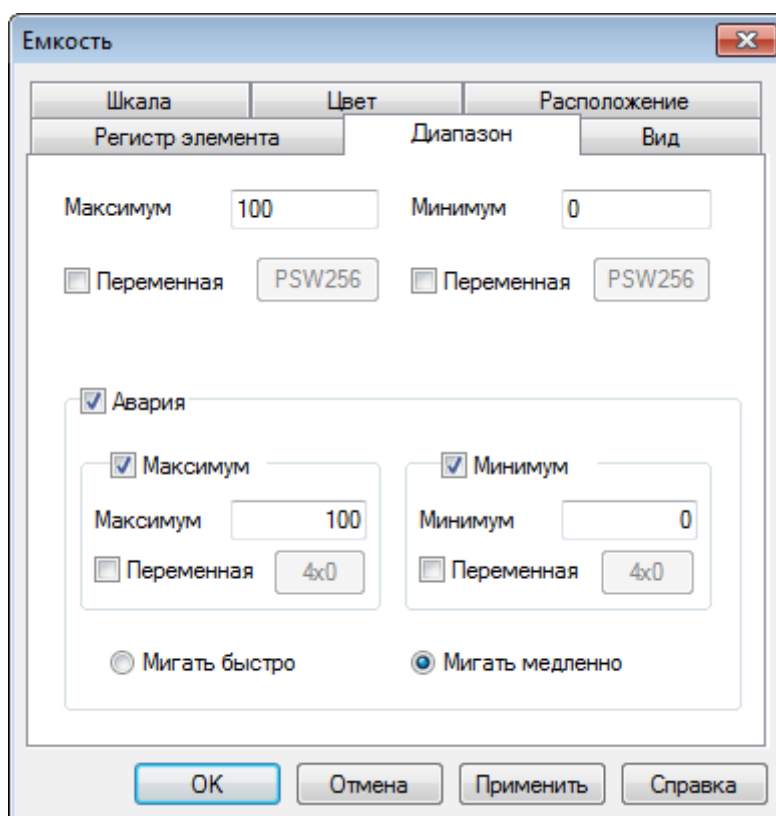 Емкость
Шкала Цвет Расположение
Регистр элемента Диапазон Вид
Максимум 100 Минимум 0
Переменная PSW256 Переменная PSW256
Авария
Максимум Минимум
Максимум 100 Минимум 0
Переменная 4x0 Переменная 4x0
Мигать быстро Мигать медленно
OK Отмена Применить Справка